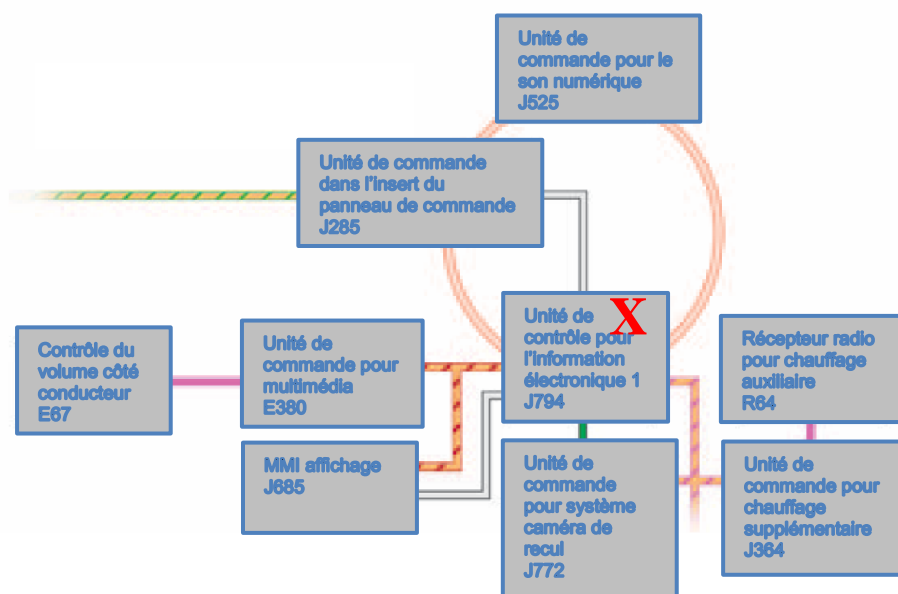 Unité de
commande pour le
son numérique
J525
Unité de commande
dans l'insert du
panneau de commande
J285
Unité de
contrôle pour
l'information
électronique 1
J794
X
Contrôle du
volume côté
conducteur
E67
Unité de
commande pour
multimédia
E380
Récepteur radio
pour chauffage
auxiliaire
R64
MMI affichage
J685
Unité de
commande
pour système
caméra de
recul
J772
Unité de
commande pour
chauffage
supplémentaire
J364